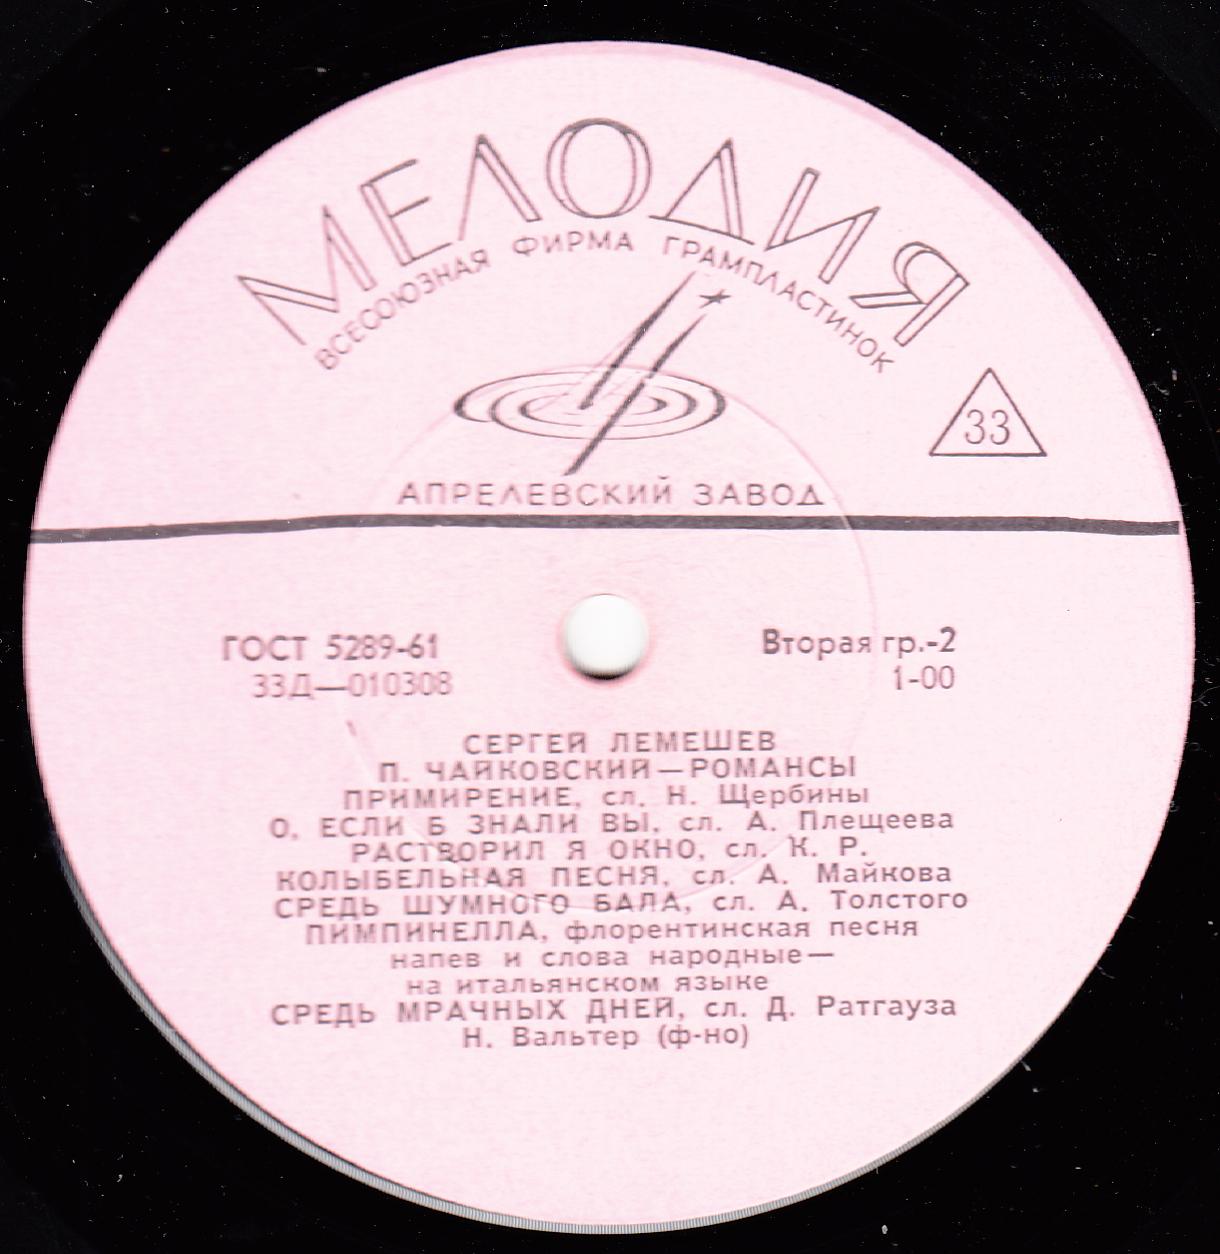 МЕЛОДИЯ
ВСЕСОЮЗНАЯ ФИРМА ГРАМПЛАСТИНОК
33
АПРЕЛЕВСКИЙ ЗАВОД
ГОСТ 5289-61
Вторая гр.-2
33Д—010308
1-00
СЕРГЕЙ ЛЕМЕШЕВ
П. ЧАЙКОВСКИЙ — РОМАНСЫ
ПРИМИРЕНИЕ, сл. Н. Щербины
О, ЕСЛИ Б ЗНАЛИ ВЫ, сл. А. Плещеева
РАСТВОРИЛ Я ОКНО, сл. К. Р.
КОЛЫБЕЛЬНАЯ ПЕСНЯ, сл. А. Майкова
СРЕДЬ ШУМНОГО БАЛА, сл. А. Толстого
ПИМПИНЕЛЛА, флорентинская песня
напев и слова народные —
на итальянском языке
СРЕДЬ МРАЧНЫХ ДНЕЙ, сл. Д. Ратгауза
Н. Вальтер (ф-но)